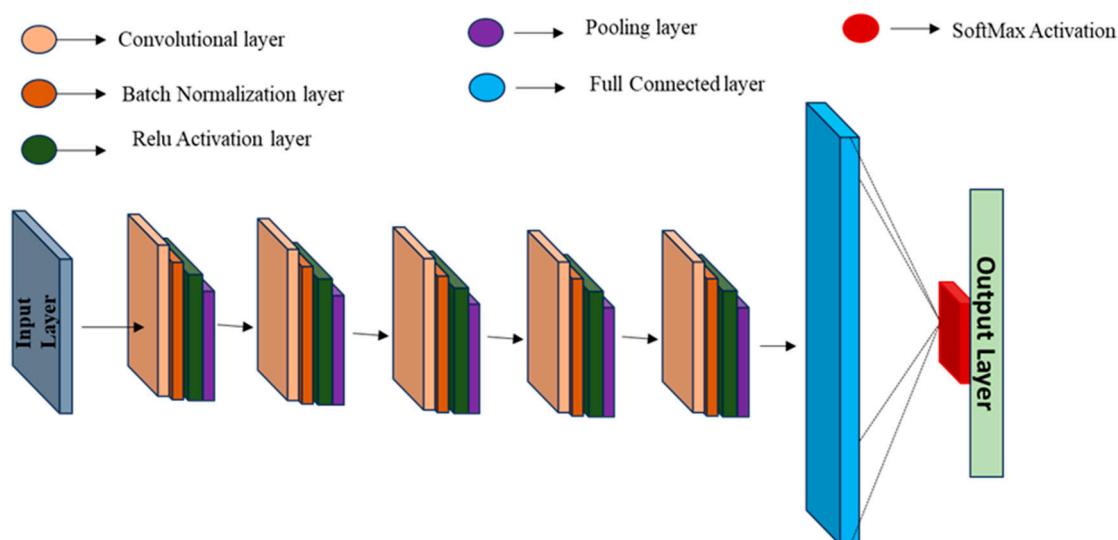 Convolutional layer
Pooling layer
SoftMax Activation
Batch Normalization layer
Full Connected layer
Relu Activation layer
Input
Layer
Output Layer